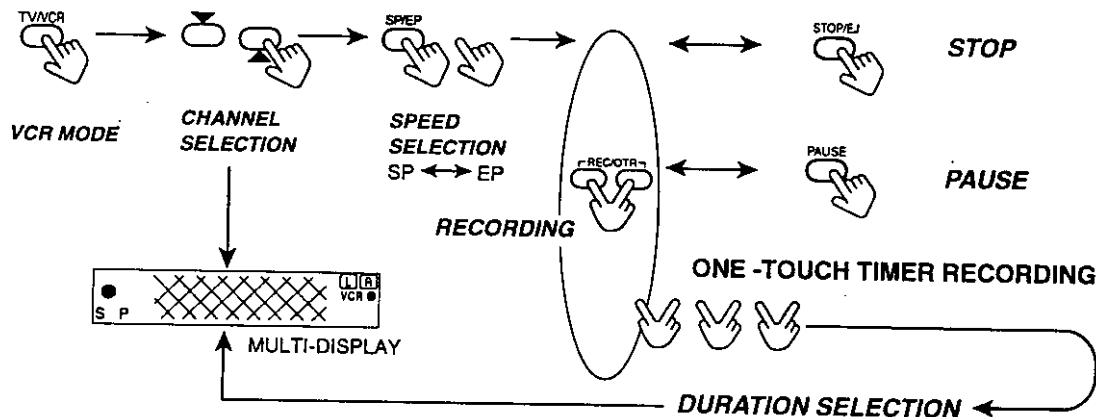 TV/VCR
VCR MODE
CHANNEL
SELECTION
SP/EP
SPEED
SELECTION
SP ↔ EP
REC/OTR
RECORDING
STOP/EJ
STOP
PAUSE
PAUSE
ONE -TOUCH TIMER RECORDING
L R
VCR
S P
MULTI-DISPLAY
DURATION SELECTION